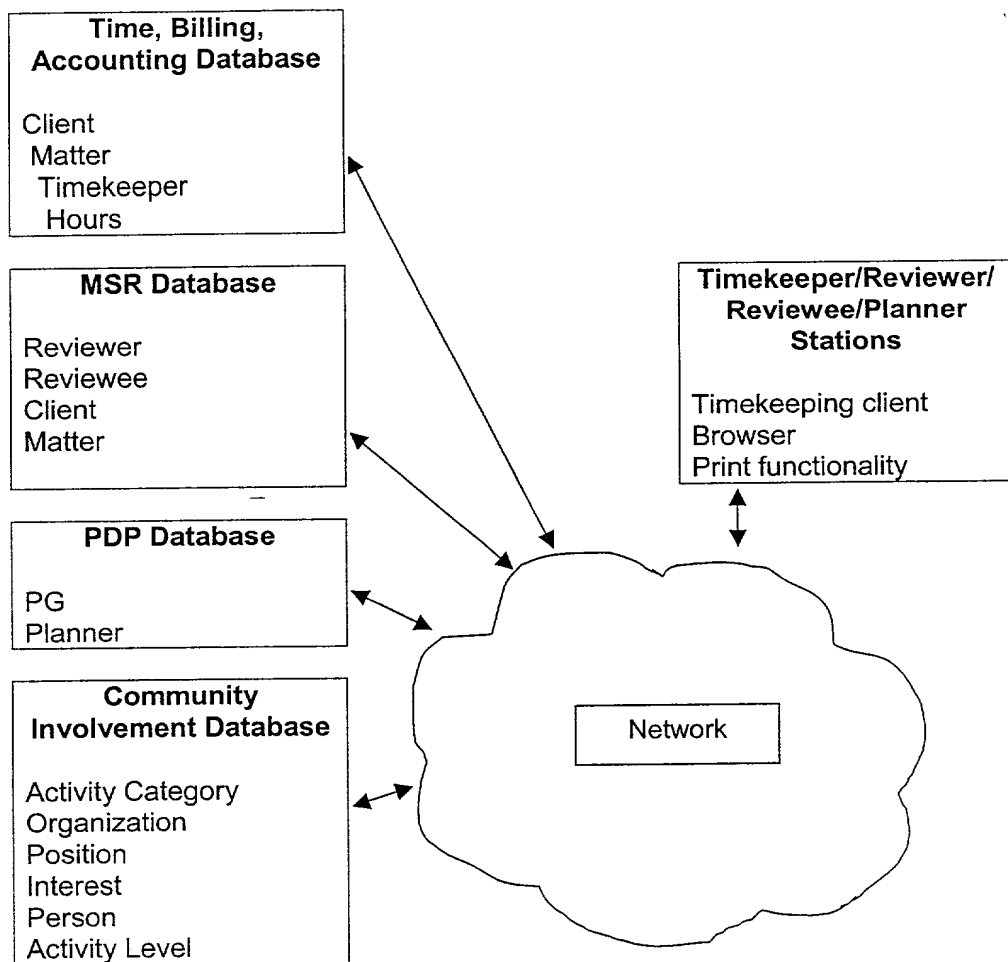 Time, Billing,
Accounting Database
Client
Matter
Timekeeper
Hours
MSR Database
Reviewer
Reviewee
Client
Matter
PDP Database
PG
Planner
Community
Involvement Database
Activity Category
Organization
Position
Interest
Person
Activity Level
Timekeeper/Reviewer/
Reviewee/Planner
Stations
Timekeeping client
Browser
Print functionality
Network